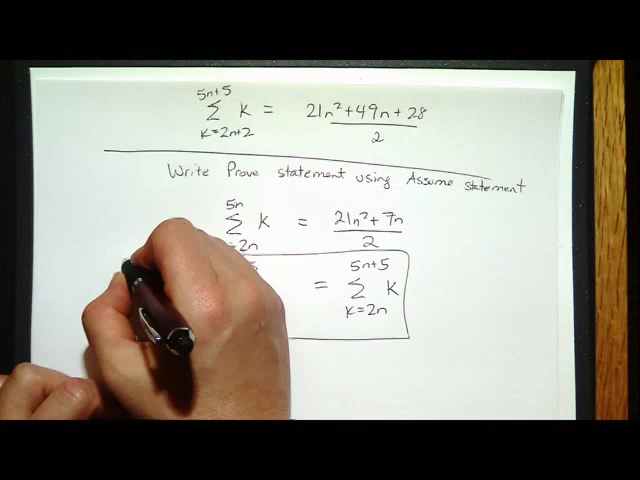 5n+5
Σ K = 21n²+49n+28
K=2n+2 2
Write Prove statement using Assume statement
5n
Σ K = 21n²+7n
=2n 2
5n+5
= Σ K
K=2n